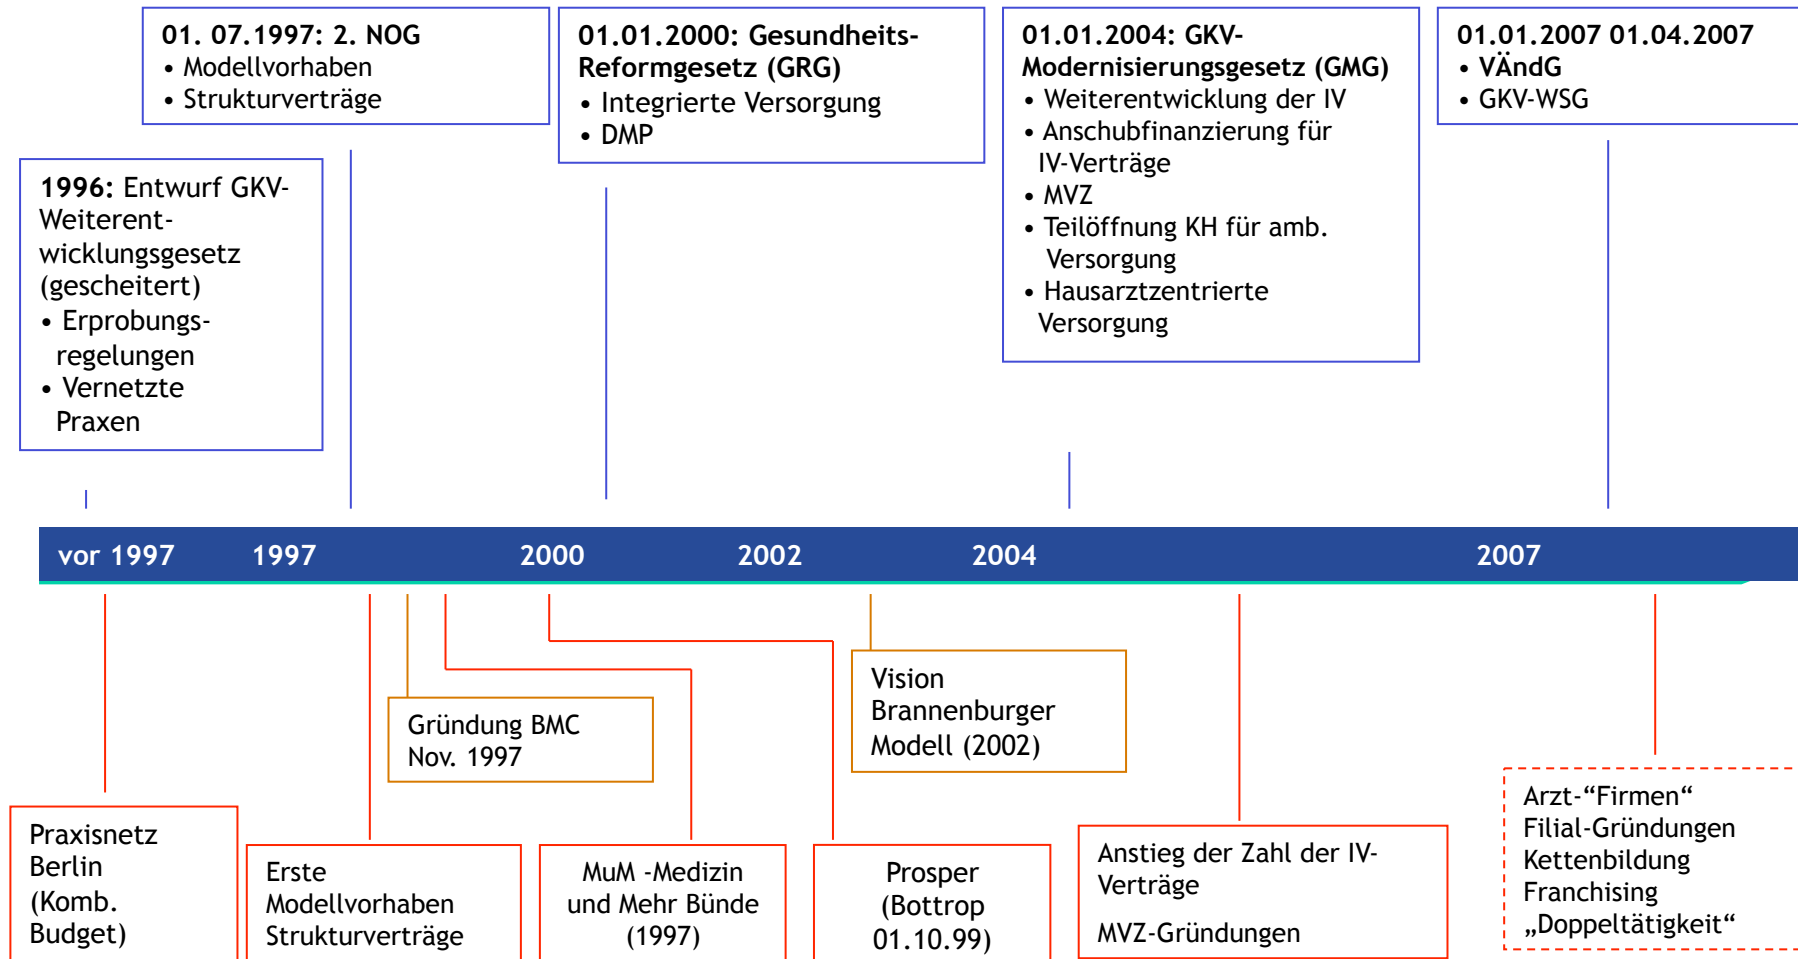 01. 07.1997: 2. NOG
• Modellvorhaben
• Strukturverträge
01.01.2000: Gesundheits-
Reformgesetz (GRG)
• Integrierte Versorgung
• DMP
01.01.2004: GKV-
Modernisierungsgesetz (GMG)
• Weiterentwicklung der IV
• Anschubfinanzierung für
IV-Verträge
• MVZ
• Teilöffnung KH für amb.
Versorgung
• Hausarztzentrierte
Versorgung
01.01.2007 01.04.2007
• VÄndG
• GKV-WSG
1996: Entwurf GKV-
Weiterent-
wicklungsgesetz
(gescheitert)
• Erprobungs-
regelungen
• Vernetzte
Praxen
vor 1997 1997 2000 2002 2004 2007
Gründung BMC
Nov. 1997
Vision
Brannenburger
Modell (2002)
Praxisnetz
Berlin
(Komb.
Budget)
Erste
Modellvorhaben
Strukturverträge
MuM -Medizin
und Mehr Bünde
(1997)
Prosper
(Bottrop
01.10.99)
Anstieg der Zahl der IV-
Verträge
MVZ-Gründungen
Arzt-“Firmen“
Filial-Gründungen
Kettenbildung
Franchising
„Doppeltätigkeit“